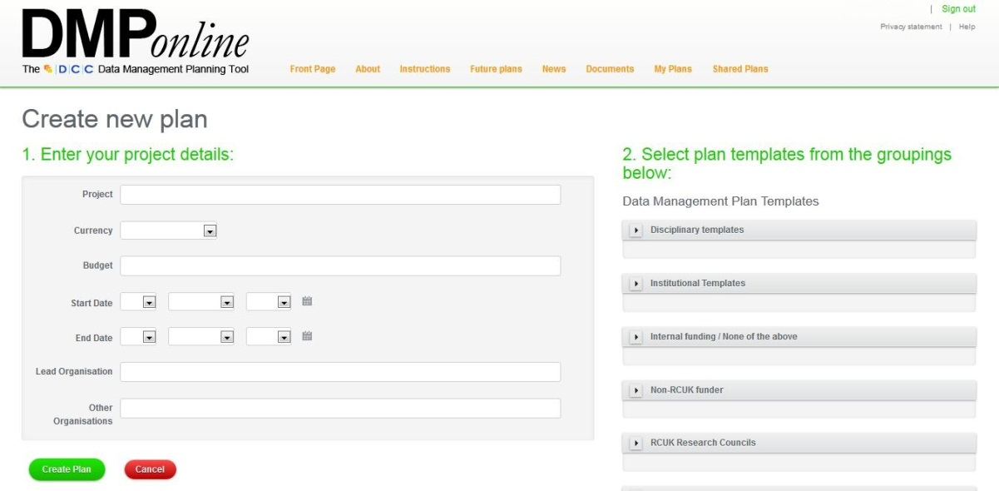 | Sign out
DMPonline
Privacy statement | Help
The D|C|C Data Management Planning Tool
Front Page About Instructions Future plans News Documents My Plans Shared Plans
Create new plan
1. Enter your project details:
Project
Currency
Budget
Start Date
End Date
Lead Organisation
Other
Organisations
Create Plan Cancel
2. Select plan templates from the groupings
below:
Data Management Plan Templates
Disciplinary templates
Institutional Templates
Internal funding / None of the above
Non-RCUK funder
RCUK Research Councils